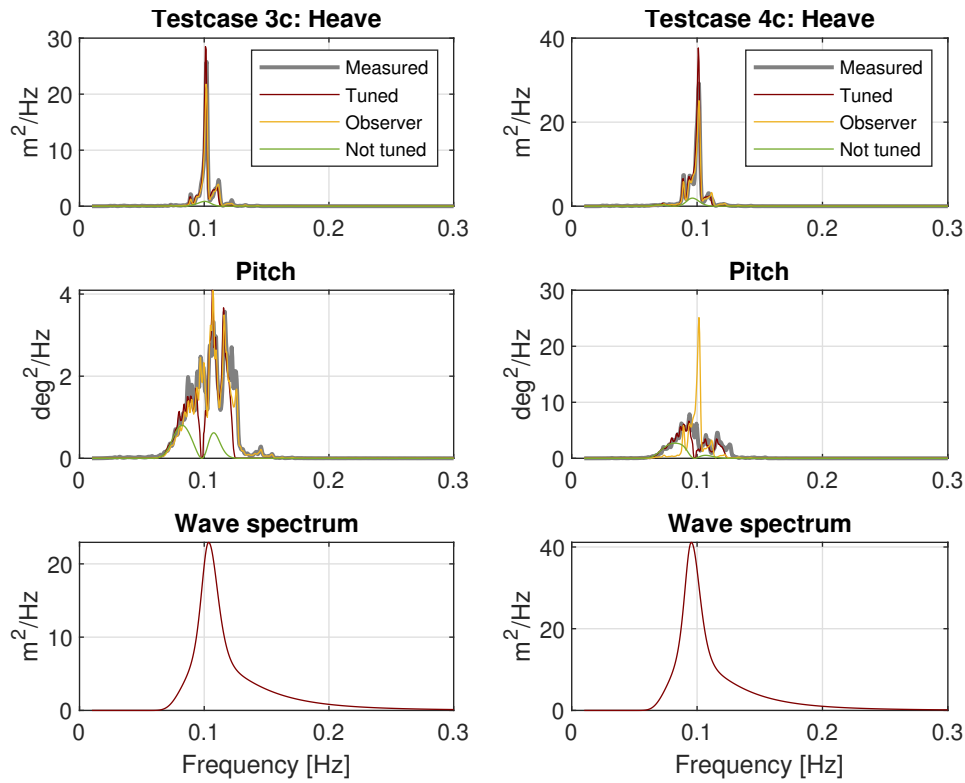 Testcase 3c: Heave
m²/Hz
30
20
10
0
Measured
Tuned
Observer
Not tuned
0 0.1 0.2 0.3
Testcase 4c: Heave
m²/Hz
40
20
0
Measured
Tuned
Observer
Not tuned
0 0.1 0.2 0.3
Pitch
deg²/Hz
4
2
0
0 0.1 0.2 0.3
Pitch
deg²/Hz
30
20
10
0
0 0.1 0.2 0.3
Wave spectrum
m²/Hz
20
10
0
0 0.1 0.2 0.3
Frequency [Hz]
Wave spectrum
m²/Hz
40
20
0
0 0.1 0.2 0.3
Frequency [Hz]